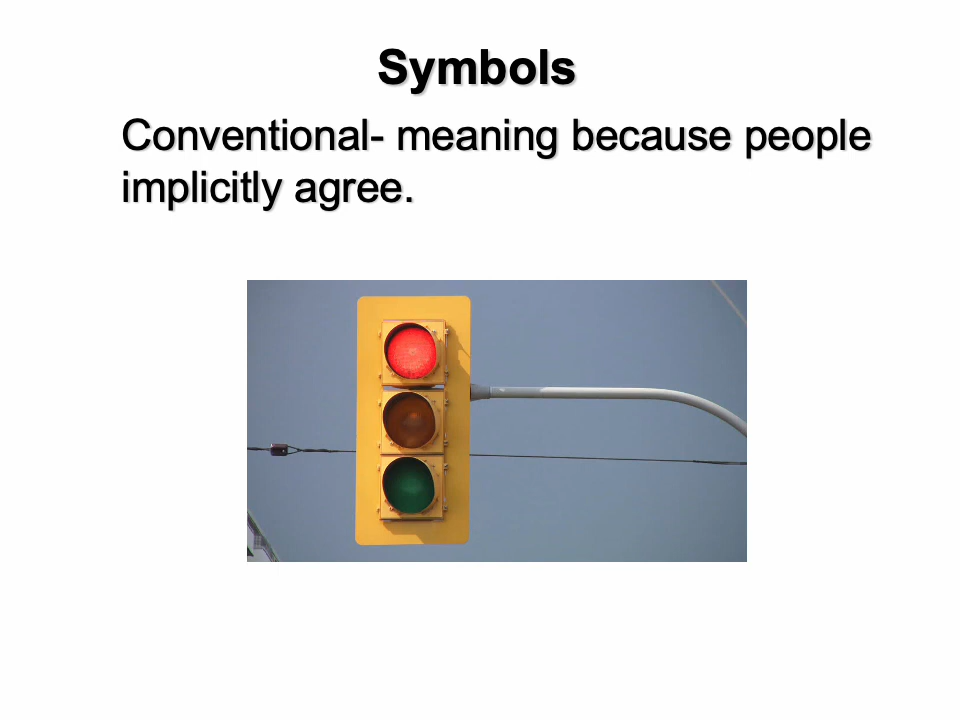 Symbols
Conventional- meaning because people
implicitly agree.